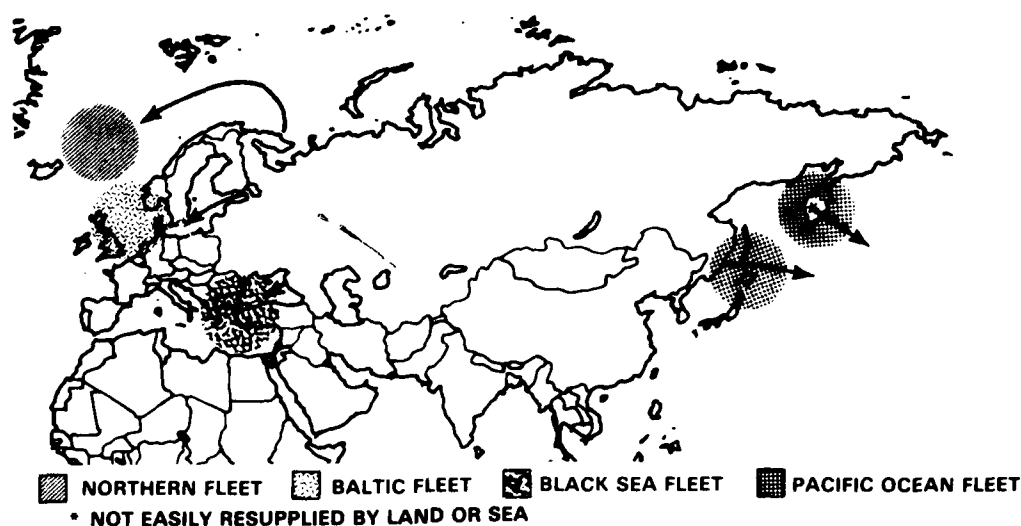 NORTHERN FLEET BALTIC FLEET BLACK SEA FLEET PACIFIC OCEAN FLEET
* NOT EASILY RESUPPLIED BY LAND OR SEA